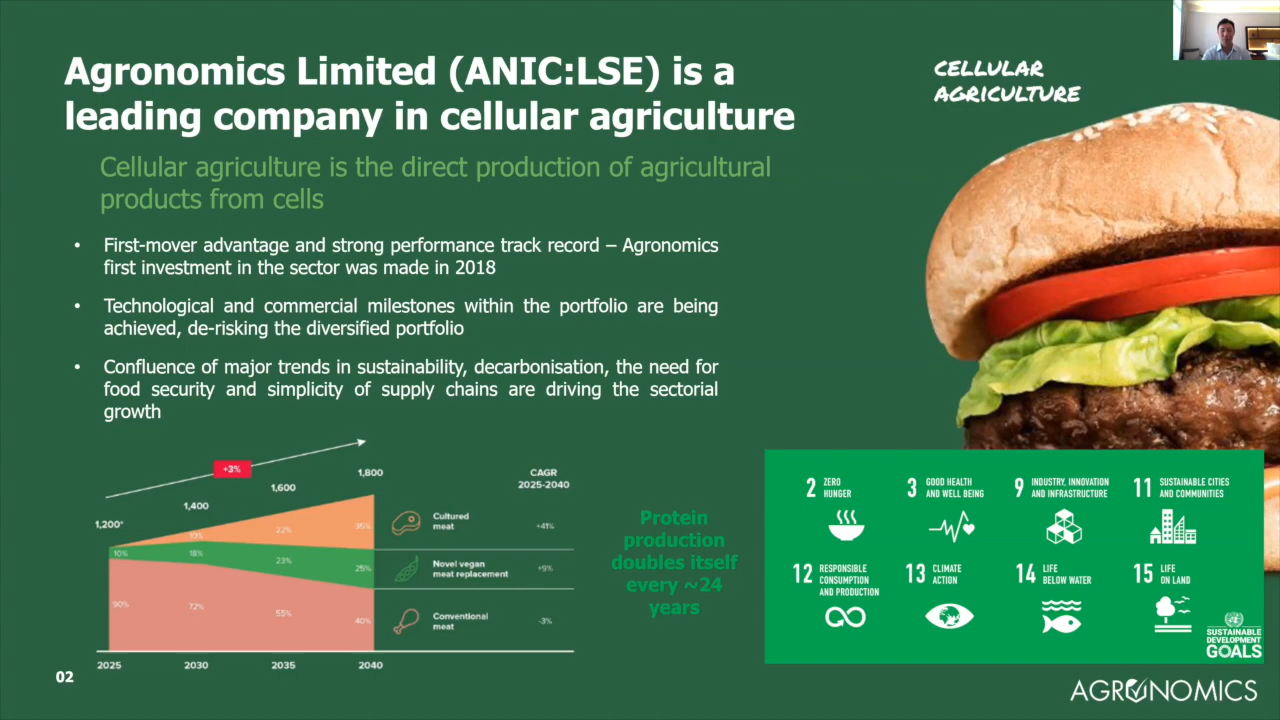 Agronomics Limited (ANIC:LSE) is a
leading company in cellular agriculture
CELLULAR
AGRICULTURE
Cellular agriculture is the direct production of agricultural
products from cells
• First-mover advantage and strong performance track record – Agronomics
first investment in the sector was made in 2018
• Technological and commercial milestones within the portfolio are being
achieved, de-risking the diversified portfolio
• Confluence of major trends in sustainability, decarbonisation, the need for
food security and simplicity of supply chains are driving the sectorial
growth
+3%
1,200*
1,400
1,600
1,800
CAGR
2025-2040
10%
22%
35%
Cultured
meat
+41%
10%
18%
23%
25%
Novel vegan
meat replacement
+9%
90%
72%
55%
40%
Conventional
meat
-3%
2025
2030
2035
2040
Protein
production
doubles itself
every ~24
years
2 ZERO
HUNGER
3 GOOD HEALTH
AND WELL BEING
9 INDUSTRY, INNOVATION
AND INFRASTRUCTURE
11 SUSTAINABLE CITIES
AND COMMUNITIES
12 RESPONSIBLE
CONSUMPTION
AND PRODUCTION
13 CLIMATE
ACTION
14 LIFE
BELOW WATER
15 LIFE
ON LAND
SUSTAINABLE
DEVELOPMENT
GOALS
02
AGRONOMICS